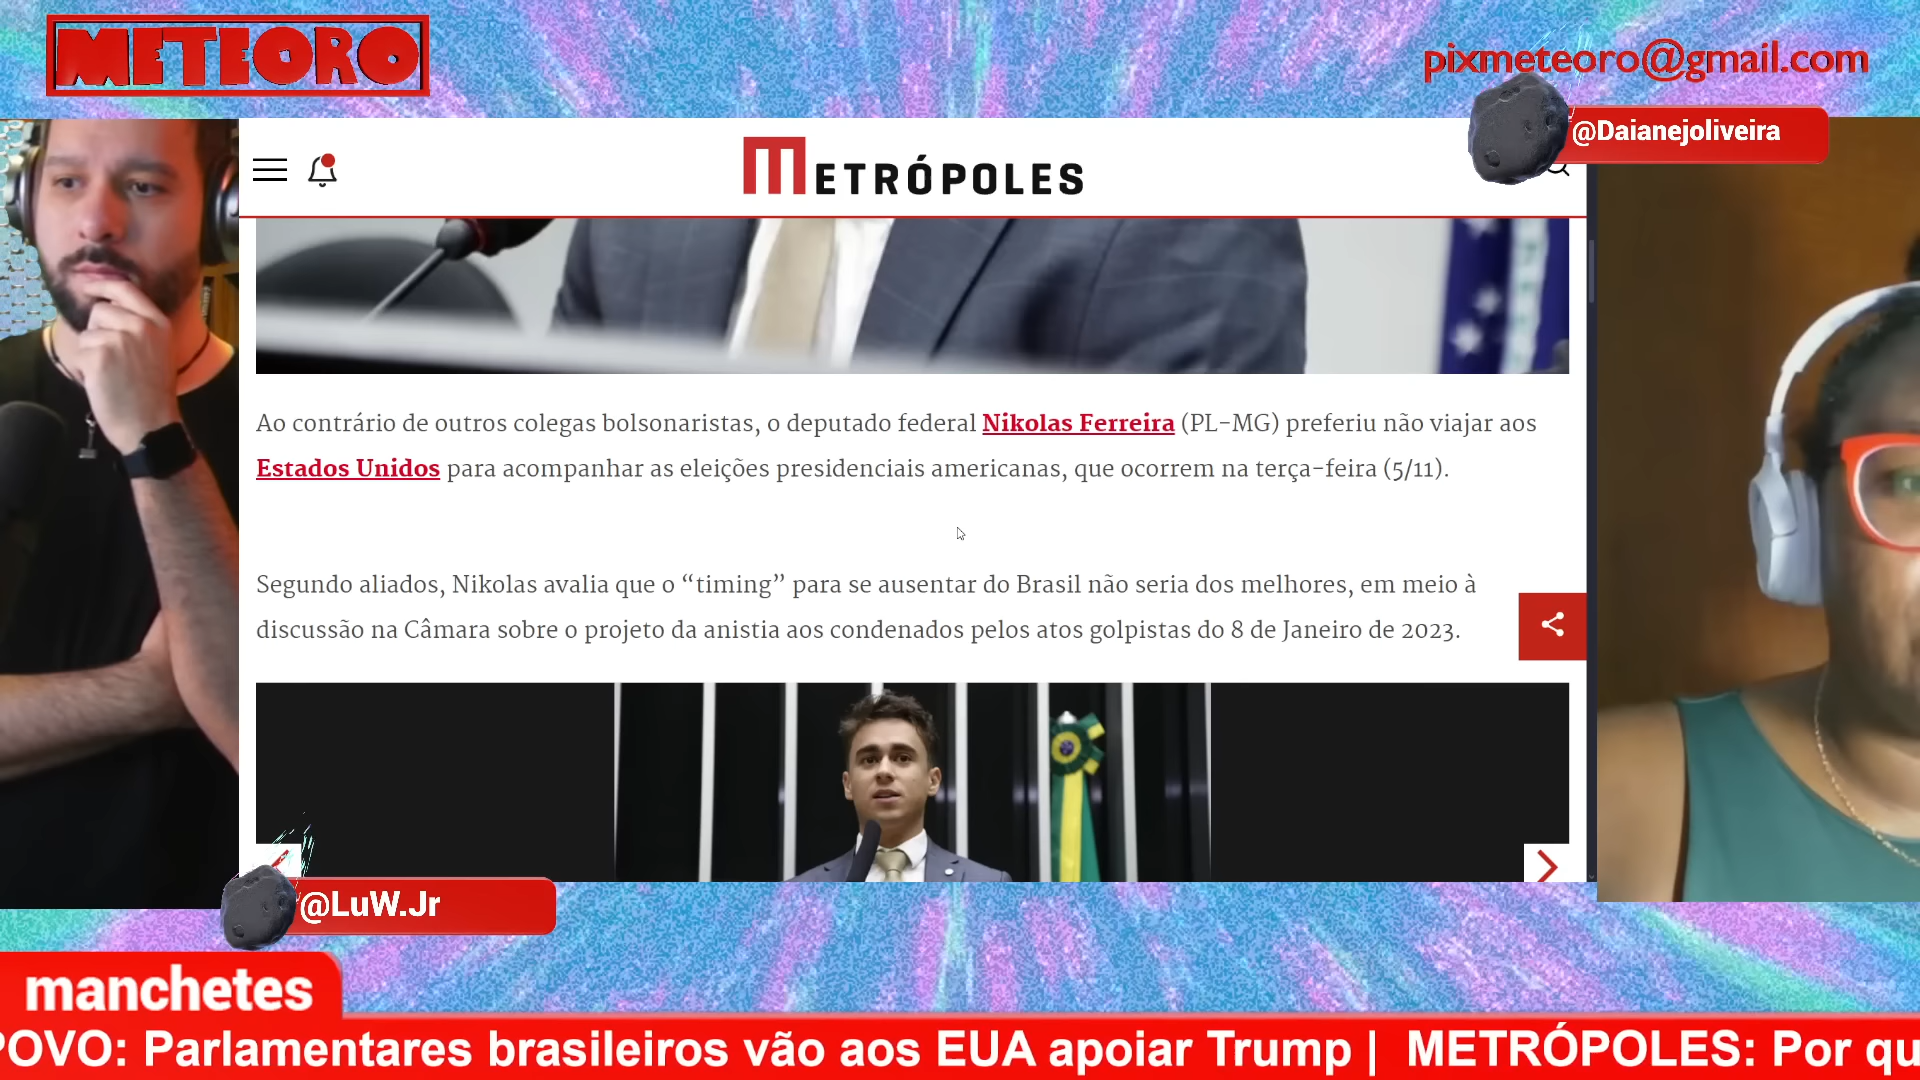 METEORO
pixmeteoro@gmail.com
@Daianejoliveira
METRÓPOLES
Ao contrário de outros colegas bolsonaristas, o deputado federal Nikolas Ferreira (PL-MG) preferiu não viajar aos
Estados Unidos para acompanhar as eleições presidenciais americanas, que ocorrem na terça-feira (5/11).
Segundo aliados, Nikolas avalia que o “timing” para se ausentar do Brasil não seria dos melhores, em meio à
discussão na Câmara sobre o projeto da anistia aos condenados pelos atos golpistas do 8 de Janeiro de 2023.
@LuW.Jr
manchetes
POVO: Parlamentares brasileiros vão aos EUA apoiar Trump | METRÓPOLES: Por qu